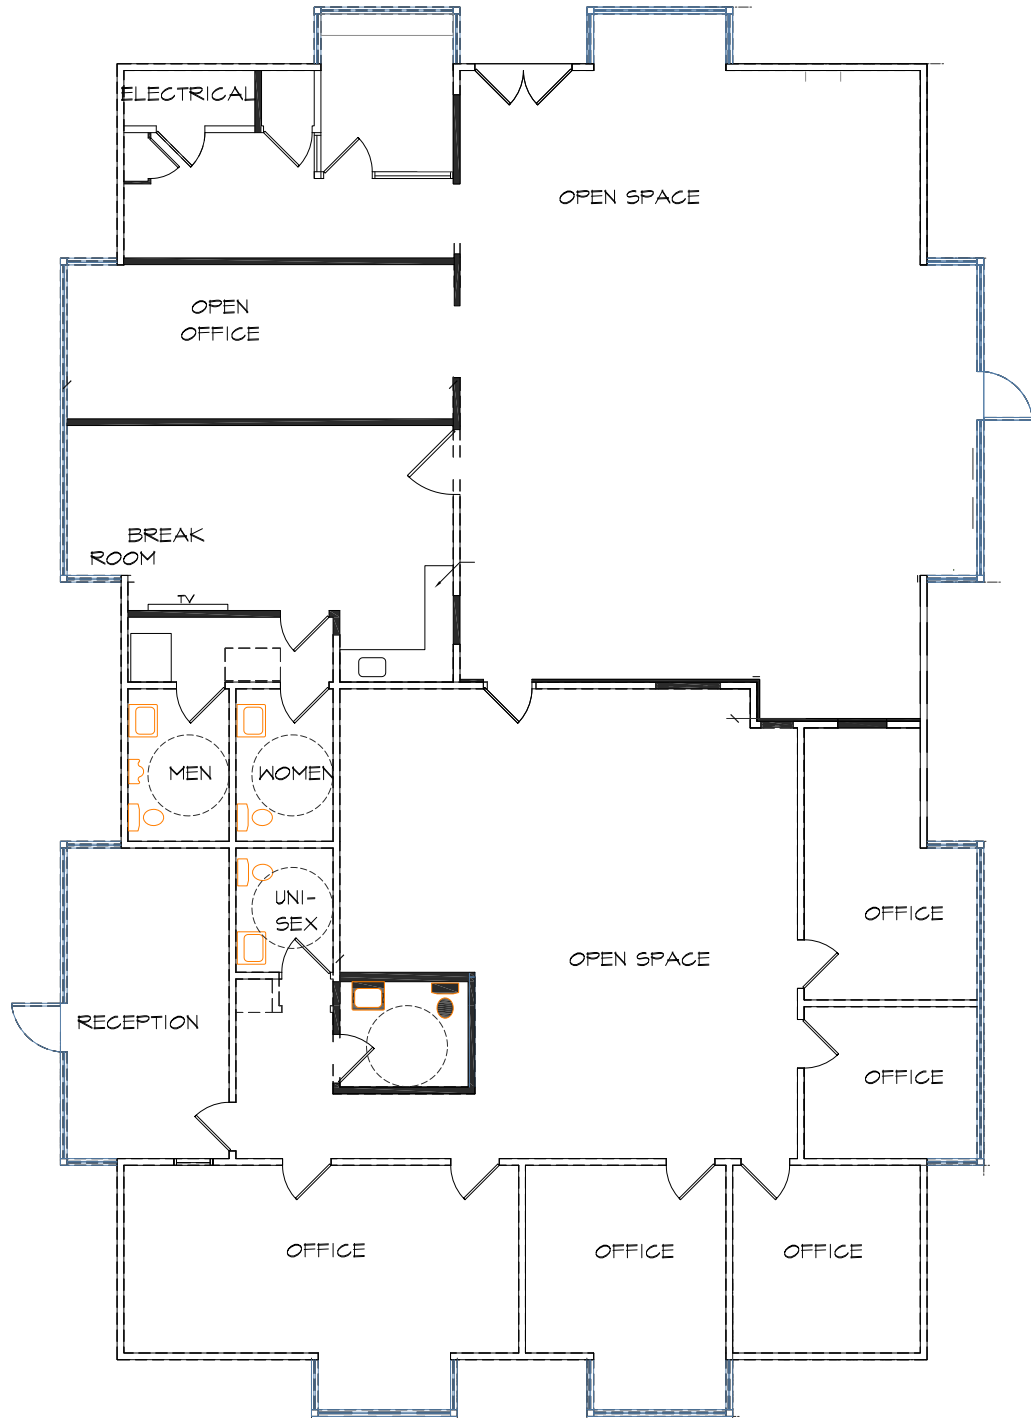 ELECTRICAL
OPEN SPACE
OPEN
OFFICE
BREAK
ROOM
TV
MEN
WOMEN
UNI-
SEX
OFFICE
OPEN SPACE
RECEPTION
OFFICE
OFFICE
OFFICE
OFFICE